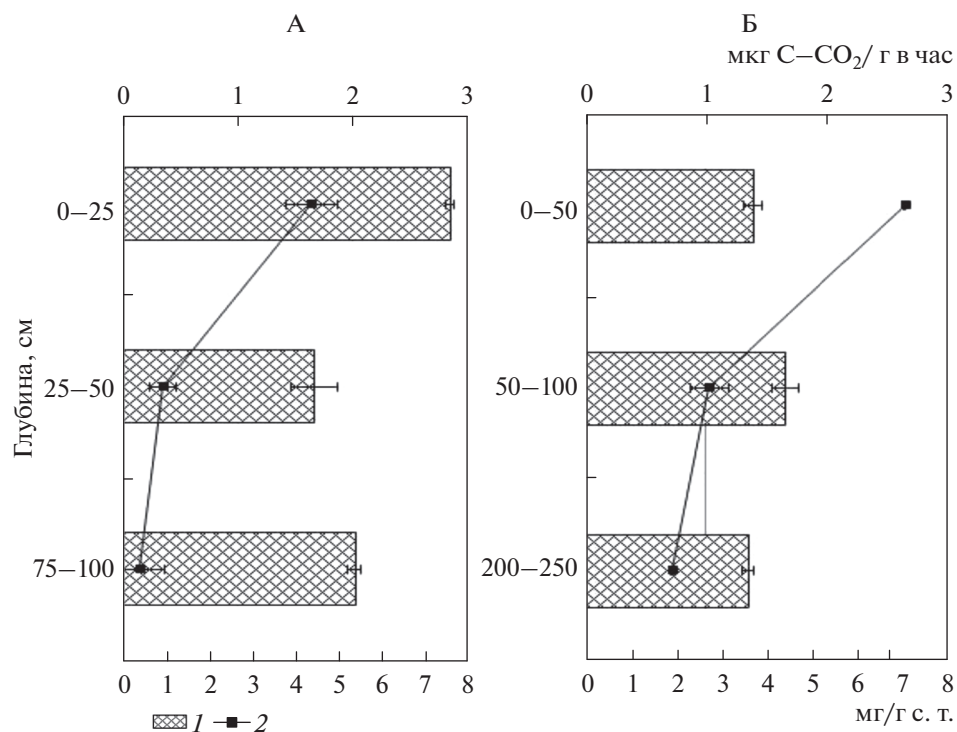 А
Б
мкг C–CO₂/ г в час
0 1 2 3
0 1 2 3
Глубина, см
0–25
25–50
75–100
0–50
50–100
200–250
0 1 2 3 4 5 6 7 8
0 1 2 3 4 5 6 7 8
мг/г с. т.
1 2